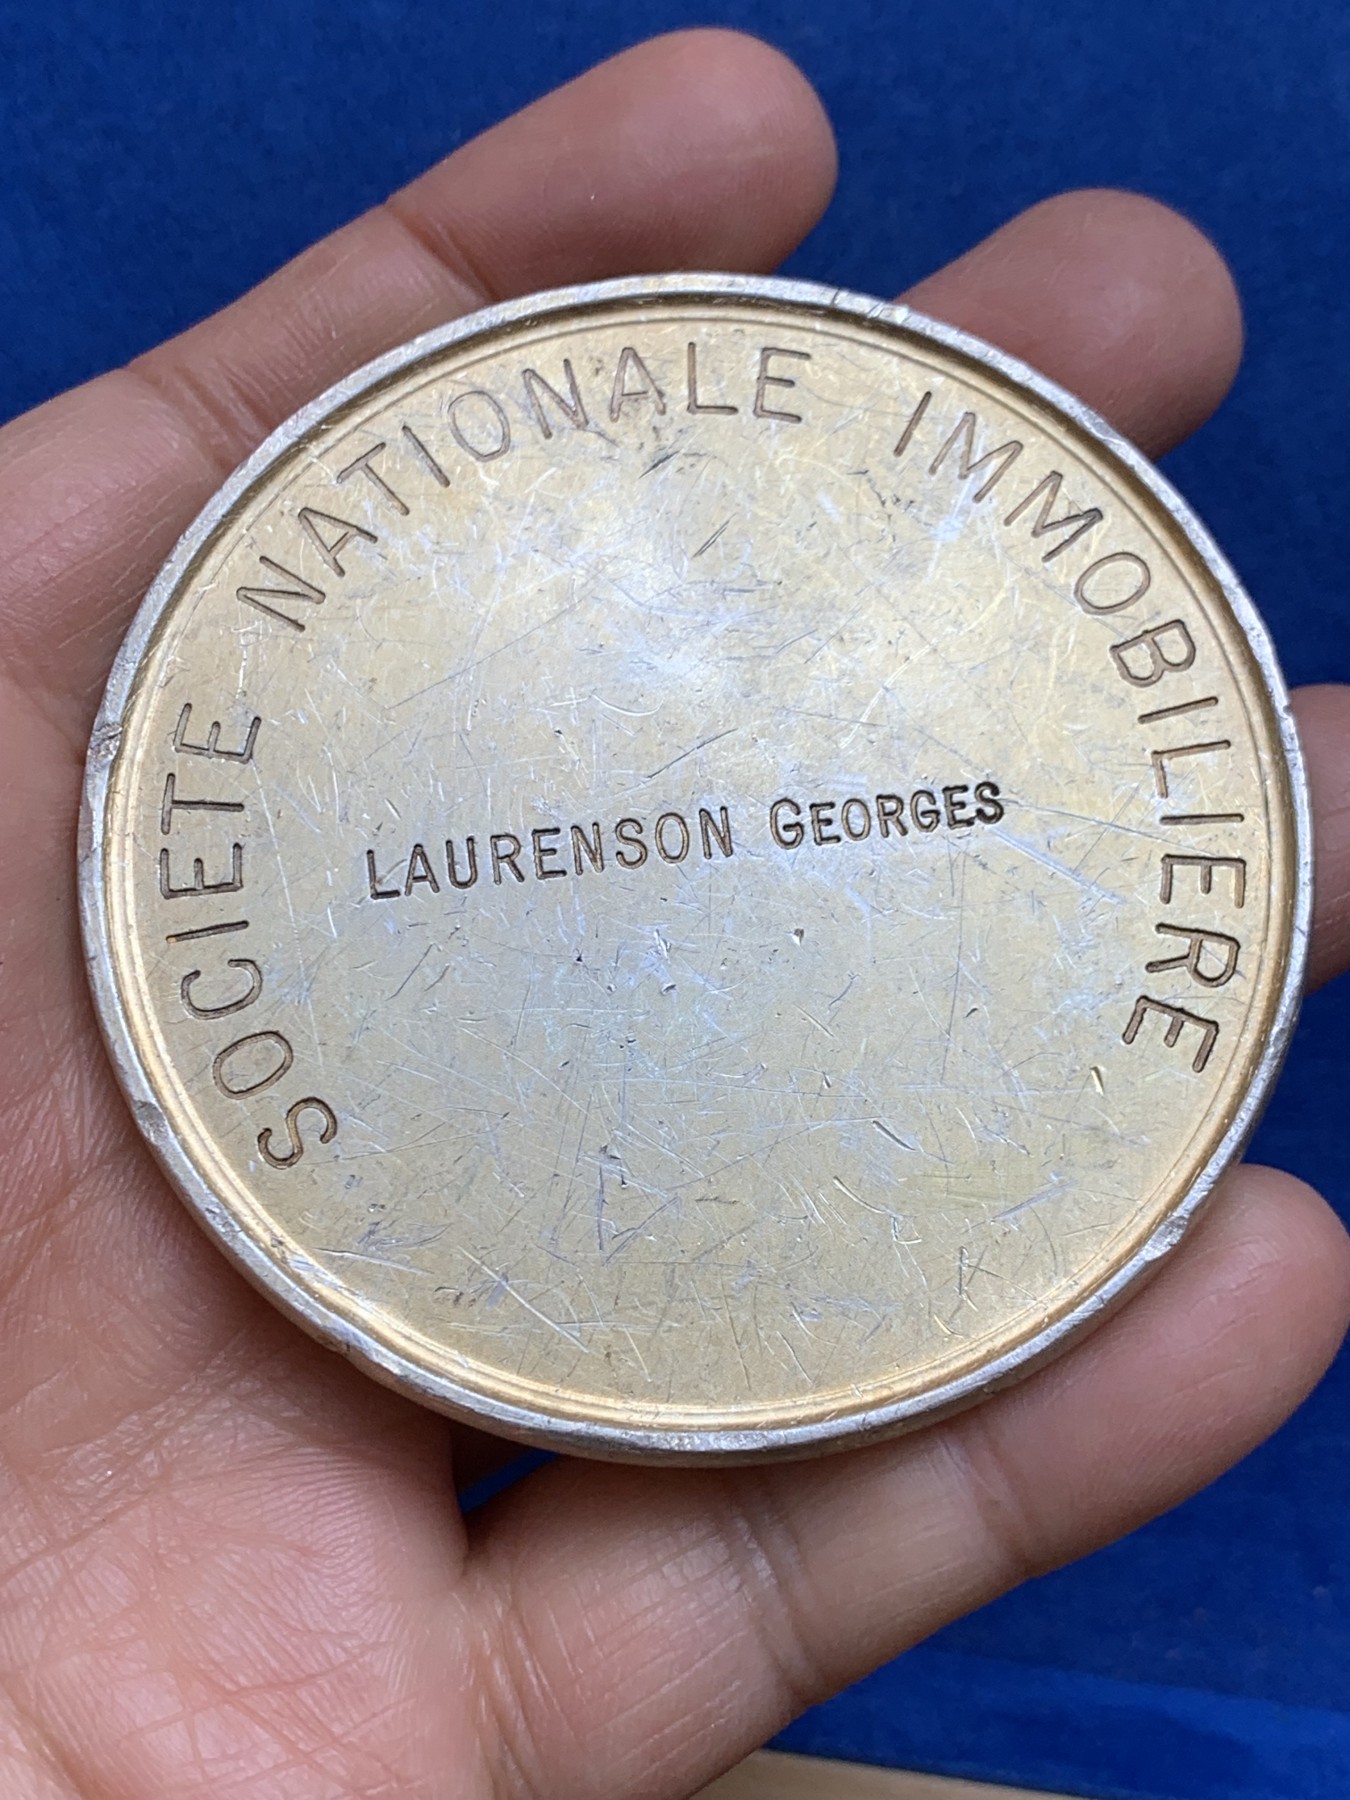 SOCIETE NATIONALE IMMOBILIERE
LAURENSON GEORGES